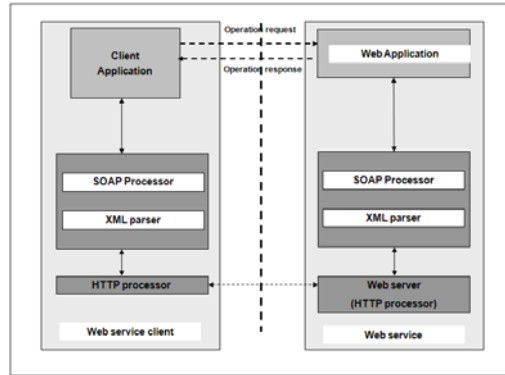 Operation request
Client
Application
Web Application
Operation response
SOAP Processor
XML parser
HTTP processor
Web service client
SOAP Processor
XML parser
Web server
(HTTP processor)
Web service